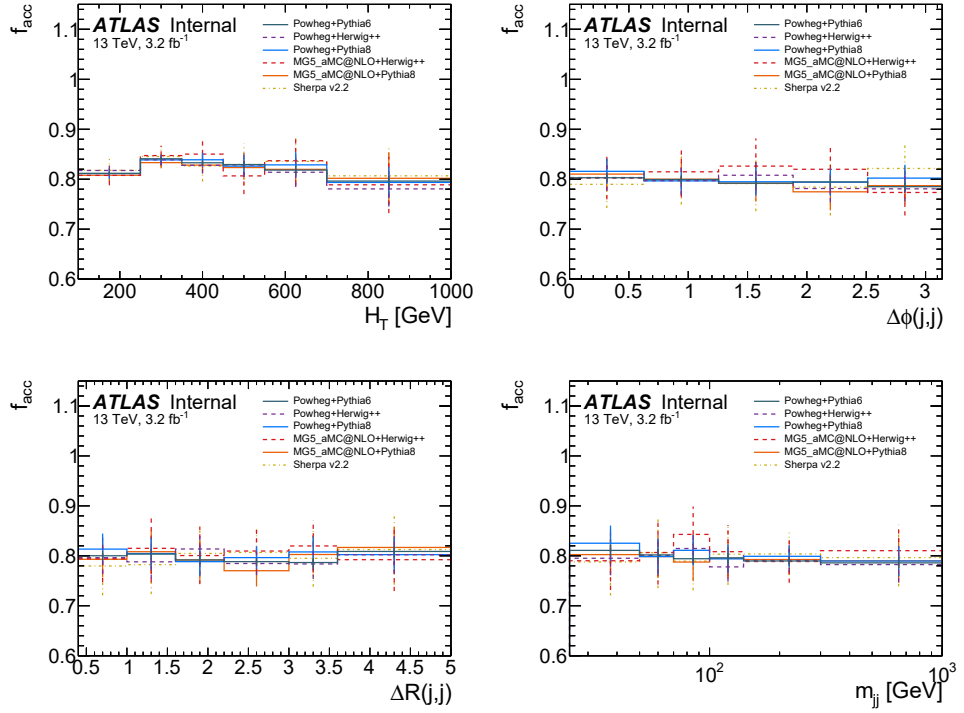 f_acc
ATLAS Internal
13 TeV, 3.2 fb⁻¹
Powheg+Pythia6
Powheg+Herwig++
Powheg+Pythia8
MG5_aMC@NLO+Herwig++
MG5_aMC@NLO+Pythia8
Sherpa v2.2
1.1
1
0.9
0.8
0.7
0.6
200 400 600 800 1000
H_T [GeV]
f_acc
ATLAS Internal
13 TeV, 3.2 fb⁻¹
Powheg+Pythia6
Powheg+Herwig++
Powheg+Pythia8
MG5_aMC@NLO+Herwig++
MG5_aMC@NLO+Pythia8
Sherpa v2.2
1.1
1
0.9
0.8
0.7
0.6
0 0.5 1 1.5 2 2.5 3
Δϕ(j,j)
f_acc
ATLAS Internal
13 TeV, 3.2 fb⁻¹
Powheg+Pythia6
Powheg+Herwig++
Powheg+Pythia8
MG5_aMC@NLO+Herwig++
MG5_aMC@NLO+Pythia8
Sherpa v2.2
1.1
1
0.9
0.8
0.7
0.6
0.5 1 1.5 2 2.5 3 3.5 4 4.5 5
ΔR(j,j)
f_acc
ATLAS Internal
13 TeV, 3.2 fb⁻¹
Powheg+Pythia6
Powheg+Herwig++
Powheg+Pythia8
MG5_aMC@NLO+Herwig++
MG5_aMC@NLO+Pythia8
Sherpa v2.2
1.1
1
0.9
0.8
0.7
0.6
10² 10³
m_jj [GeV]